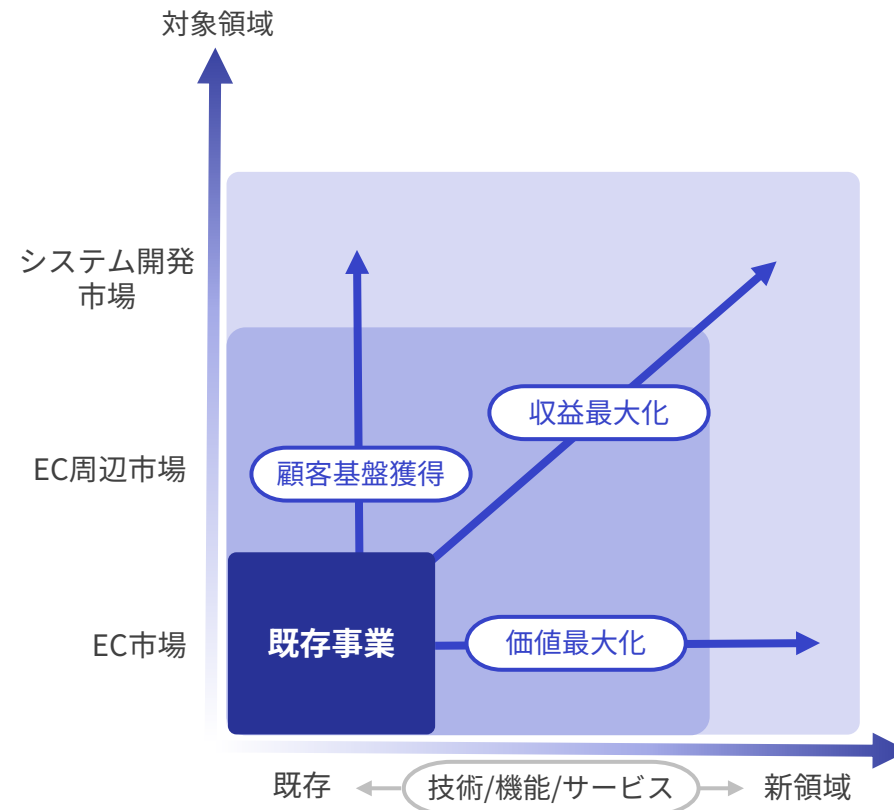 対象領域
システム開発
市場
収益最大化
EC周辺市場
顧客基盤獲得
EC市場
既存事業
価値最大化
既存
技術/機能/サービス
新領域